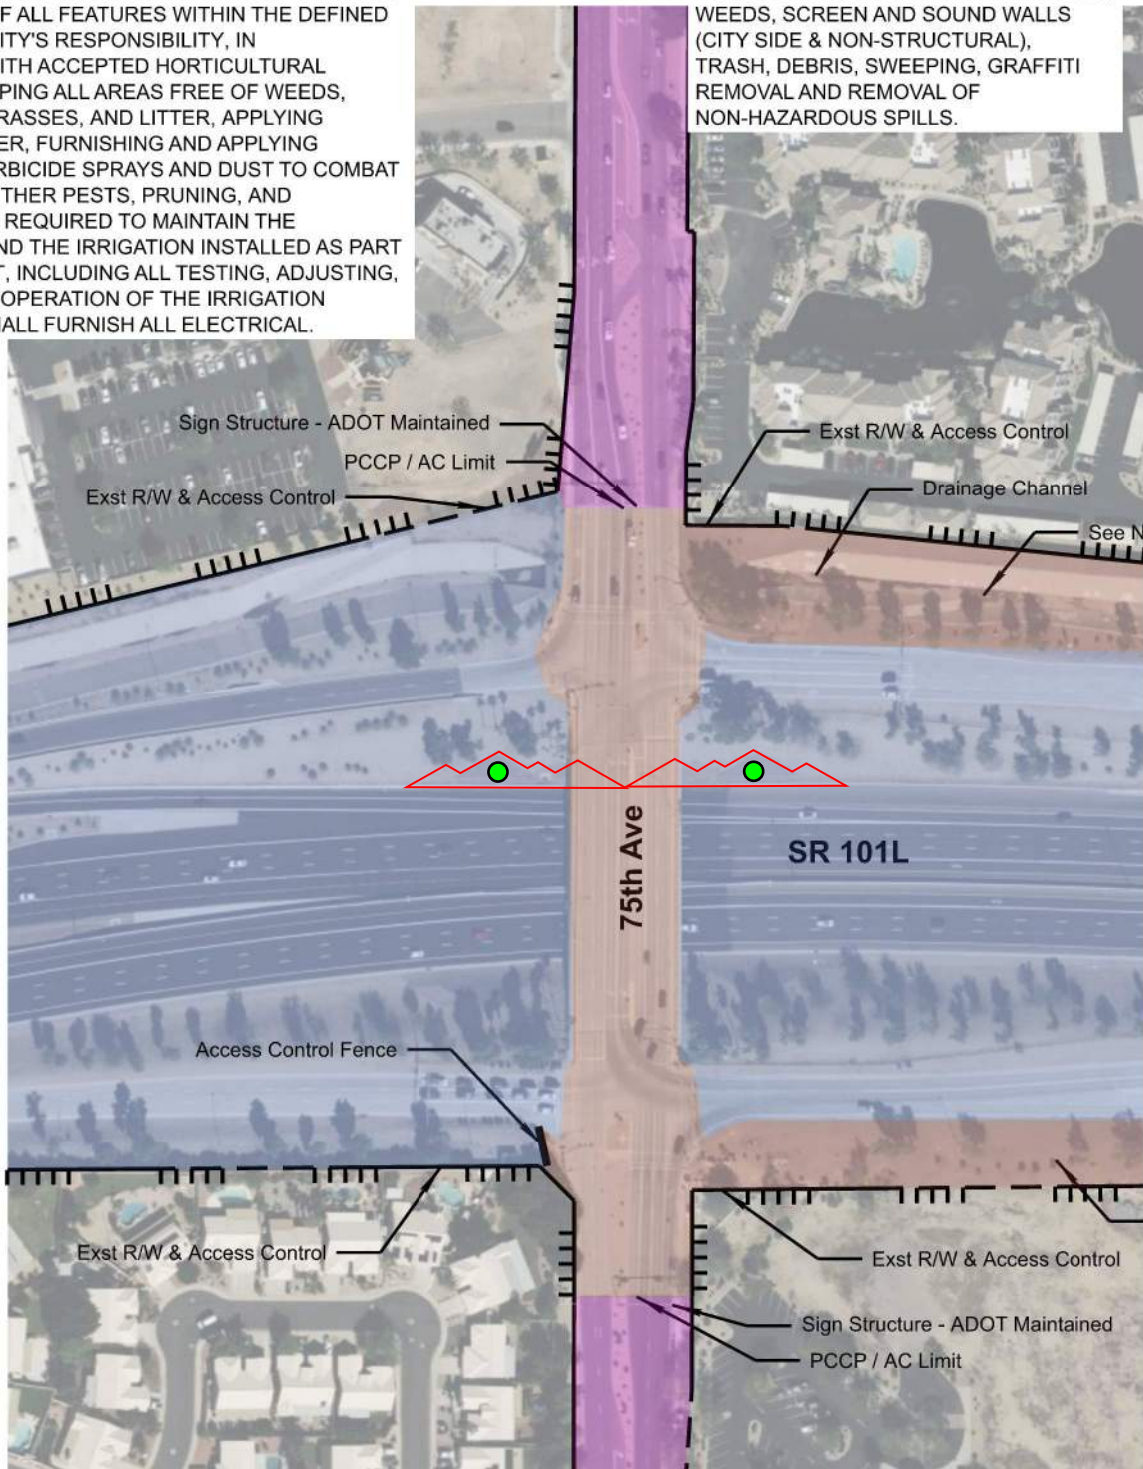 F ALL FEATURES WITHIN THE DEFINED
ITY'S RESPONSIBILITY, IN
ITH ACCEPTED HORTICULTURAL
PING ALL AREAS FREE OF WEEDS,
RASSES, AND LITTER, APPLYING
ER, FURNISHING AND APPLYING
RBICIDE SPRAYS AND DUST TO COMBAT
THER PESTS, PRUNING, AND
REQUIRED TO MAINTAIN THE
ND THE IRRIGATION INSTALLED AS PART
T, INCLUDING ALL TESTING, ADJUSTING,
OPERATION OF THE IRRIGATION
HALL FURNISH ALL ELECTRICAL.
WEEDS, SCREEN AND SOUND WALLS
(CITY SIDE & NON-STRUCTURAL),
TRASH, DEBRIS, SWEEPING, GRAFFITI
REMOVAL AND REMOVAL OF
NON-HAZARDOUS SPILLS.
Sign Structure - ADOT Maintained
PCCP / AC Limit
Exst R/W & Access Control
Exst R/W & Access Control
Drainage Channel
See N
75th Ave
SR 101L
Access Control Fence
Exst R/W & Access Control
Exst R/W & Access Control
Sign Structure - ADOT Maintained
PCCP / AC Limit